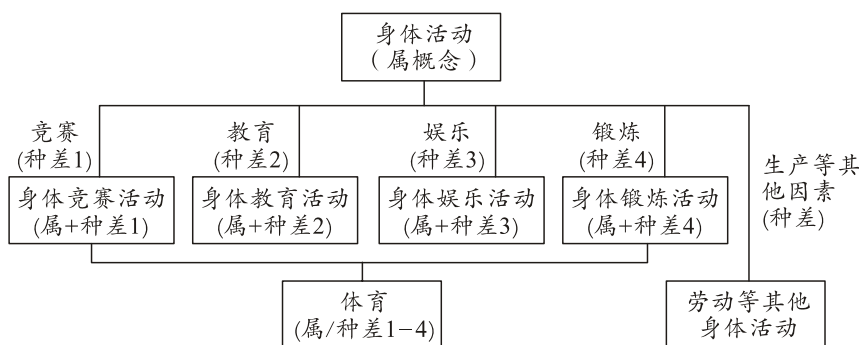 身体活动
(属概念)
竞赛
(种差1)
教育
(种差2)
娱乐
(种差3)
锻炼
(种差4)
生产等其
他因素
(种差)
身体竞赛活动
(属+种差1)
身体教育活动
(属+种差2)
身体娱乐活动
(属+种差3)
身体锻炼活动
(属+种差4)
体育
(属/种差1-4)
劳动等其他
身体活动